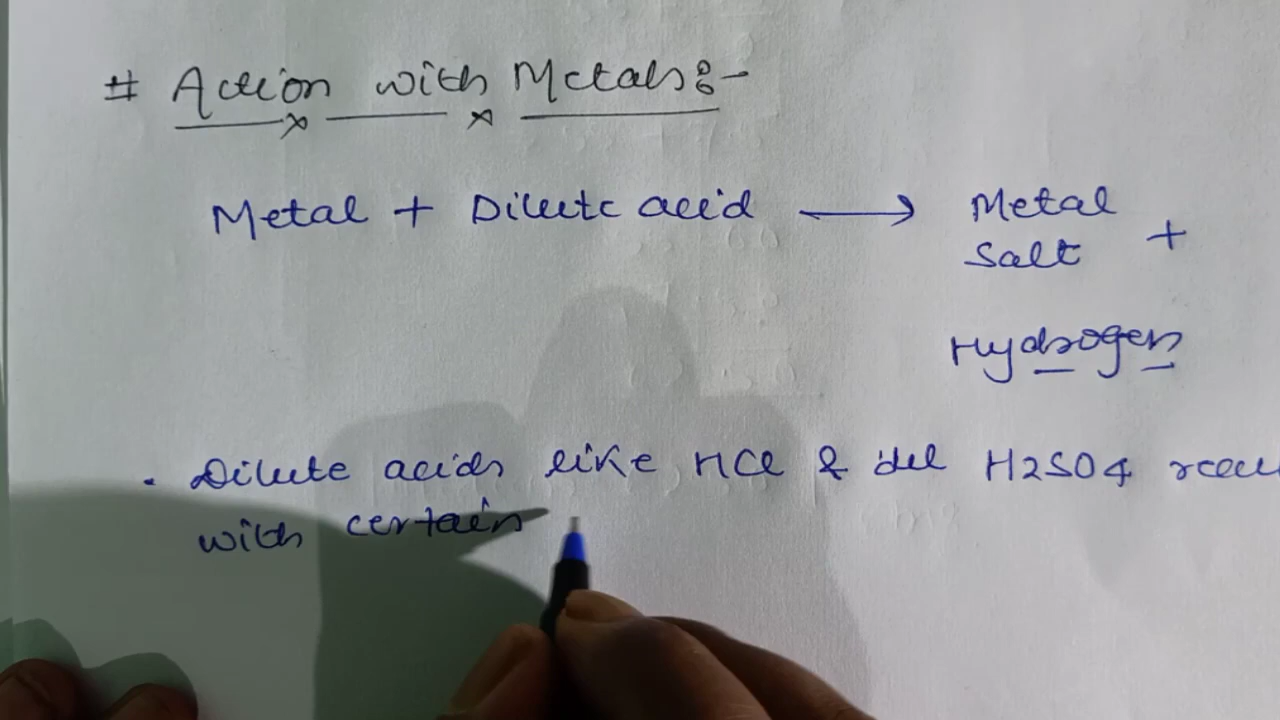 # Action with Metals:-
Metal + Dilute acid → Metal Salt +
Hydrogen
. Dilute acids like HCl & dil H2SO4 reac
with certain